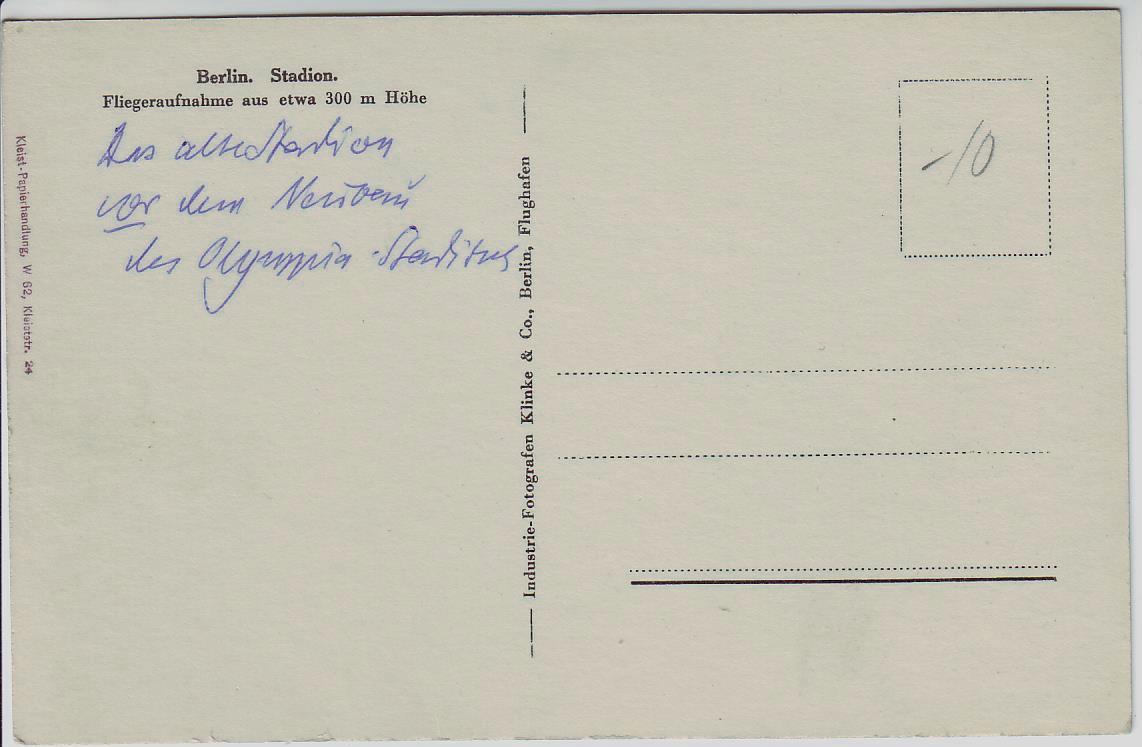 Berlin. Stadion.
Fliegeraufnahme aus etwa 300 m Höhe
Das alte Stadion
vor dem Neubau
des Olympia-Stadions
Kleist-Papierhandlung, W 62, Kleiststr. 24
Industrie-Fotografen Klinke & Co., Berlin, Flughafen
-/10